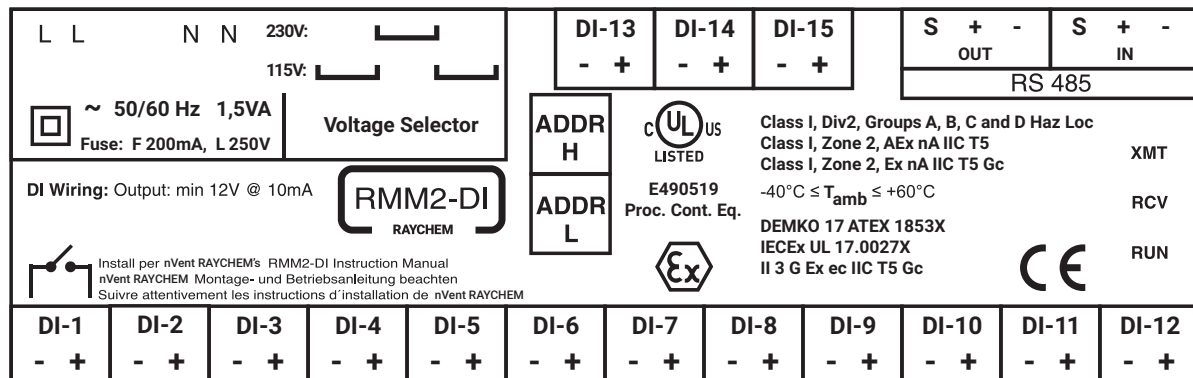 L L N N 230V:
115V:
~ 50/60 Hz 1,5VA
Fuse: F 200mA, L 250V
Voltage Selector
DI-13 DI-14 DI-15
- + - + - +
S + - S + -
OUT IN
RS 485
ADDR
H
ADDR
L
C UL US
LISTED
E490519
Proc. Cont. Eq.
Class I, Div2, Groups A, B, C and D Haz Loc
Class I, Zone 2, AEx nA IIC T5
Class I, Zone 2, Ex nA IIC T5 Gc
-40°C ≤ Tamb ≤ +60°C
DEMKO 17 ATEX 1853X
IECEx UL 17.0027X
II 3 G Ex ec IIC T5 Gc
Ex
CE
XMT
RCV
RUN
DI Wiring: Output: min 12V @ 10mA
RMM2-DI
RAYCHEM
Install per nVent RAYCHEM's RMM2-DI Instruction Manual
nVent RAYCHEM Montage- und Betriebsanleitung beachten
Suivre attentivement les instructions d´installation de nVent RAYCHEM
DI-1 DI-2 DI-3 DI-4 DI-5 DI-6 DI-7 DI-8 DI-9 DI-10 DI-11 DI-12
- + - + - + - + - + - + - + - + - + - + - + - +